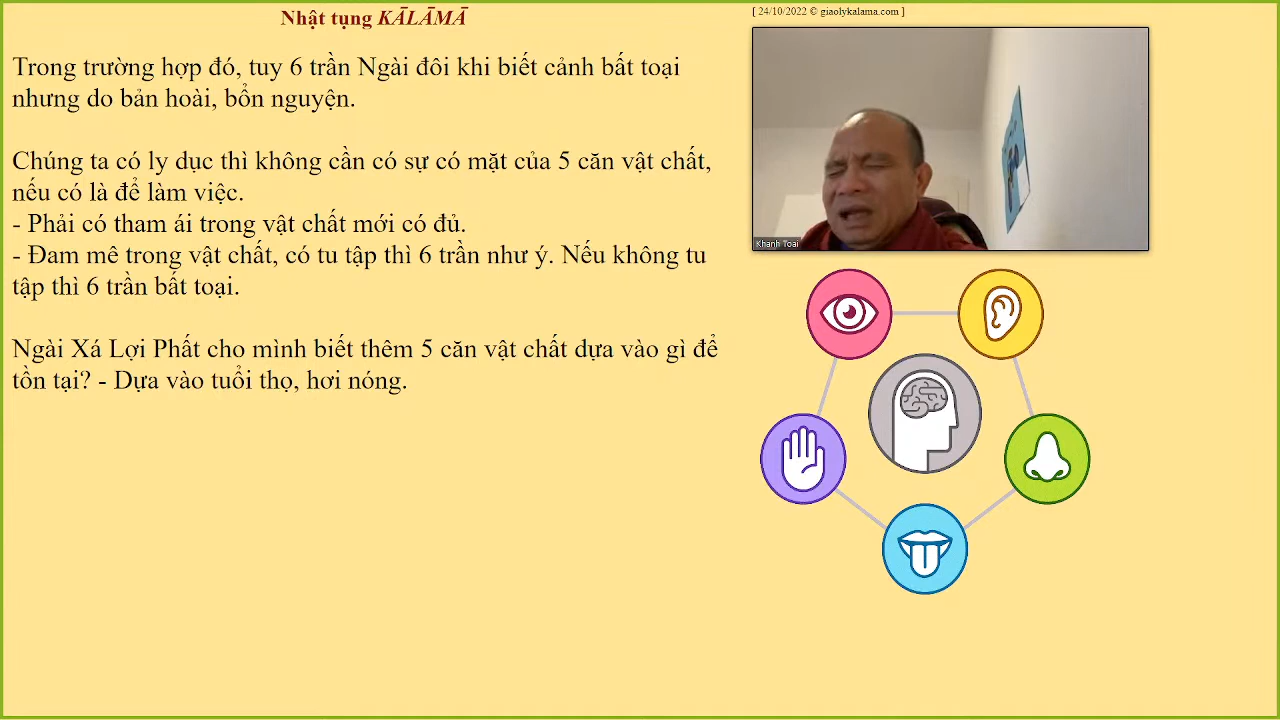 Nhật tụng KĀLĀMĀ
[ 24/10/2022 © giaolykalama.com ]
Trong trường hợp đó, tuy 6 trần Ngài đôi khi biết cảnh bất toại
nhưng do bản hoài, bổn nguyện.
Chúng ta có ly dục thì không cần có sự có mặt của 5 căn vật chất,
nếu có là để làm việc.
- Phải có tham ái trong vật chất mới có đủ.
- Đam mê trong vật chất, có tu tập thì 6 trần như ý. Nếu không tu
tập thì 6 trần bất toại.
Ngài Xá Lợi Phất cho mình biết thêm 5 căn vật chất dựa vào gì để
tồn tại? - Dựa vào tuổi thọ, hơi nóng.
Khanh Toai